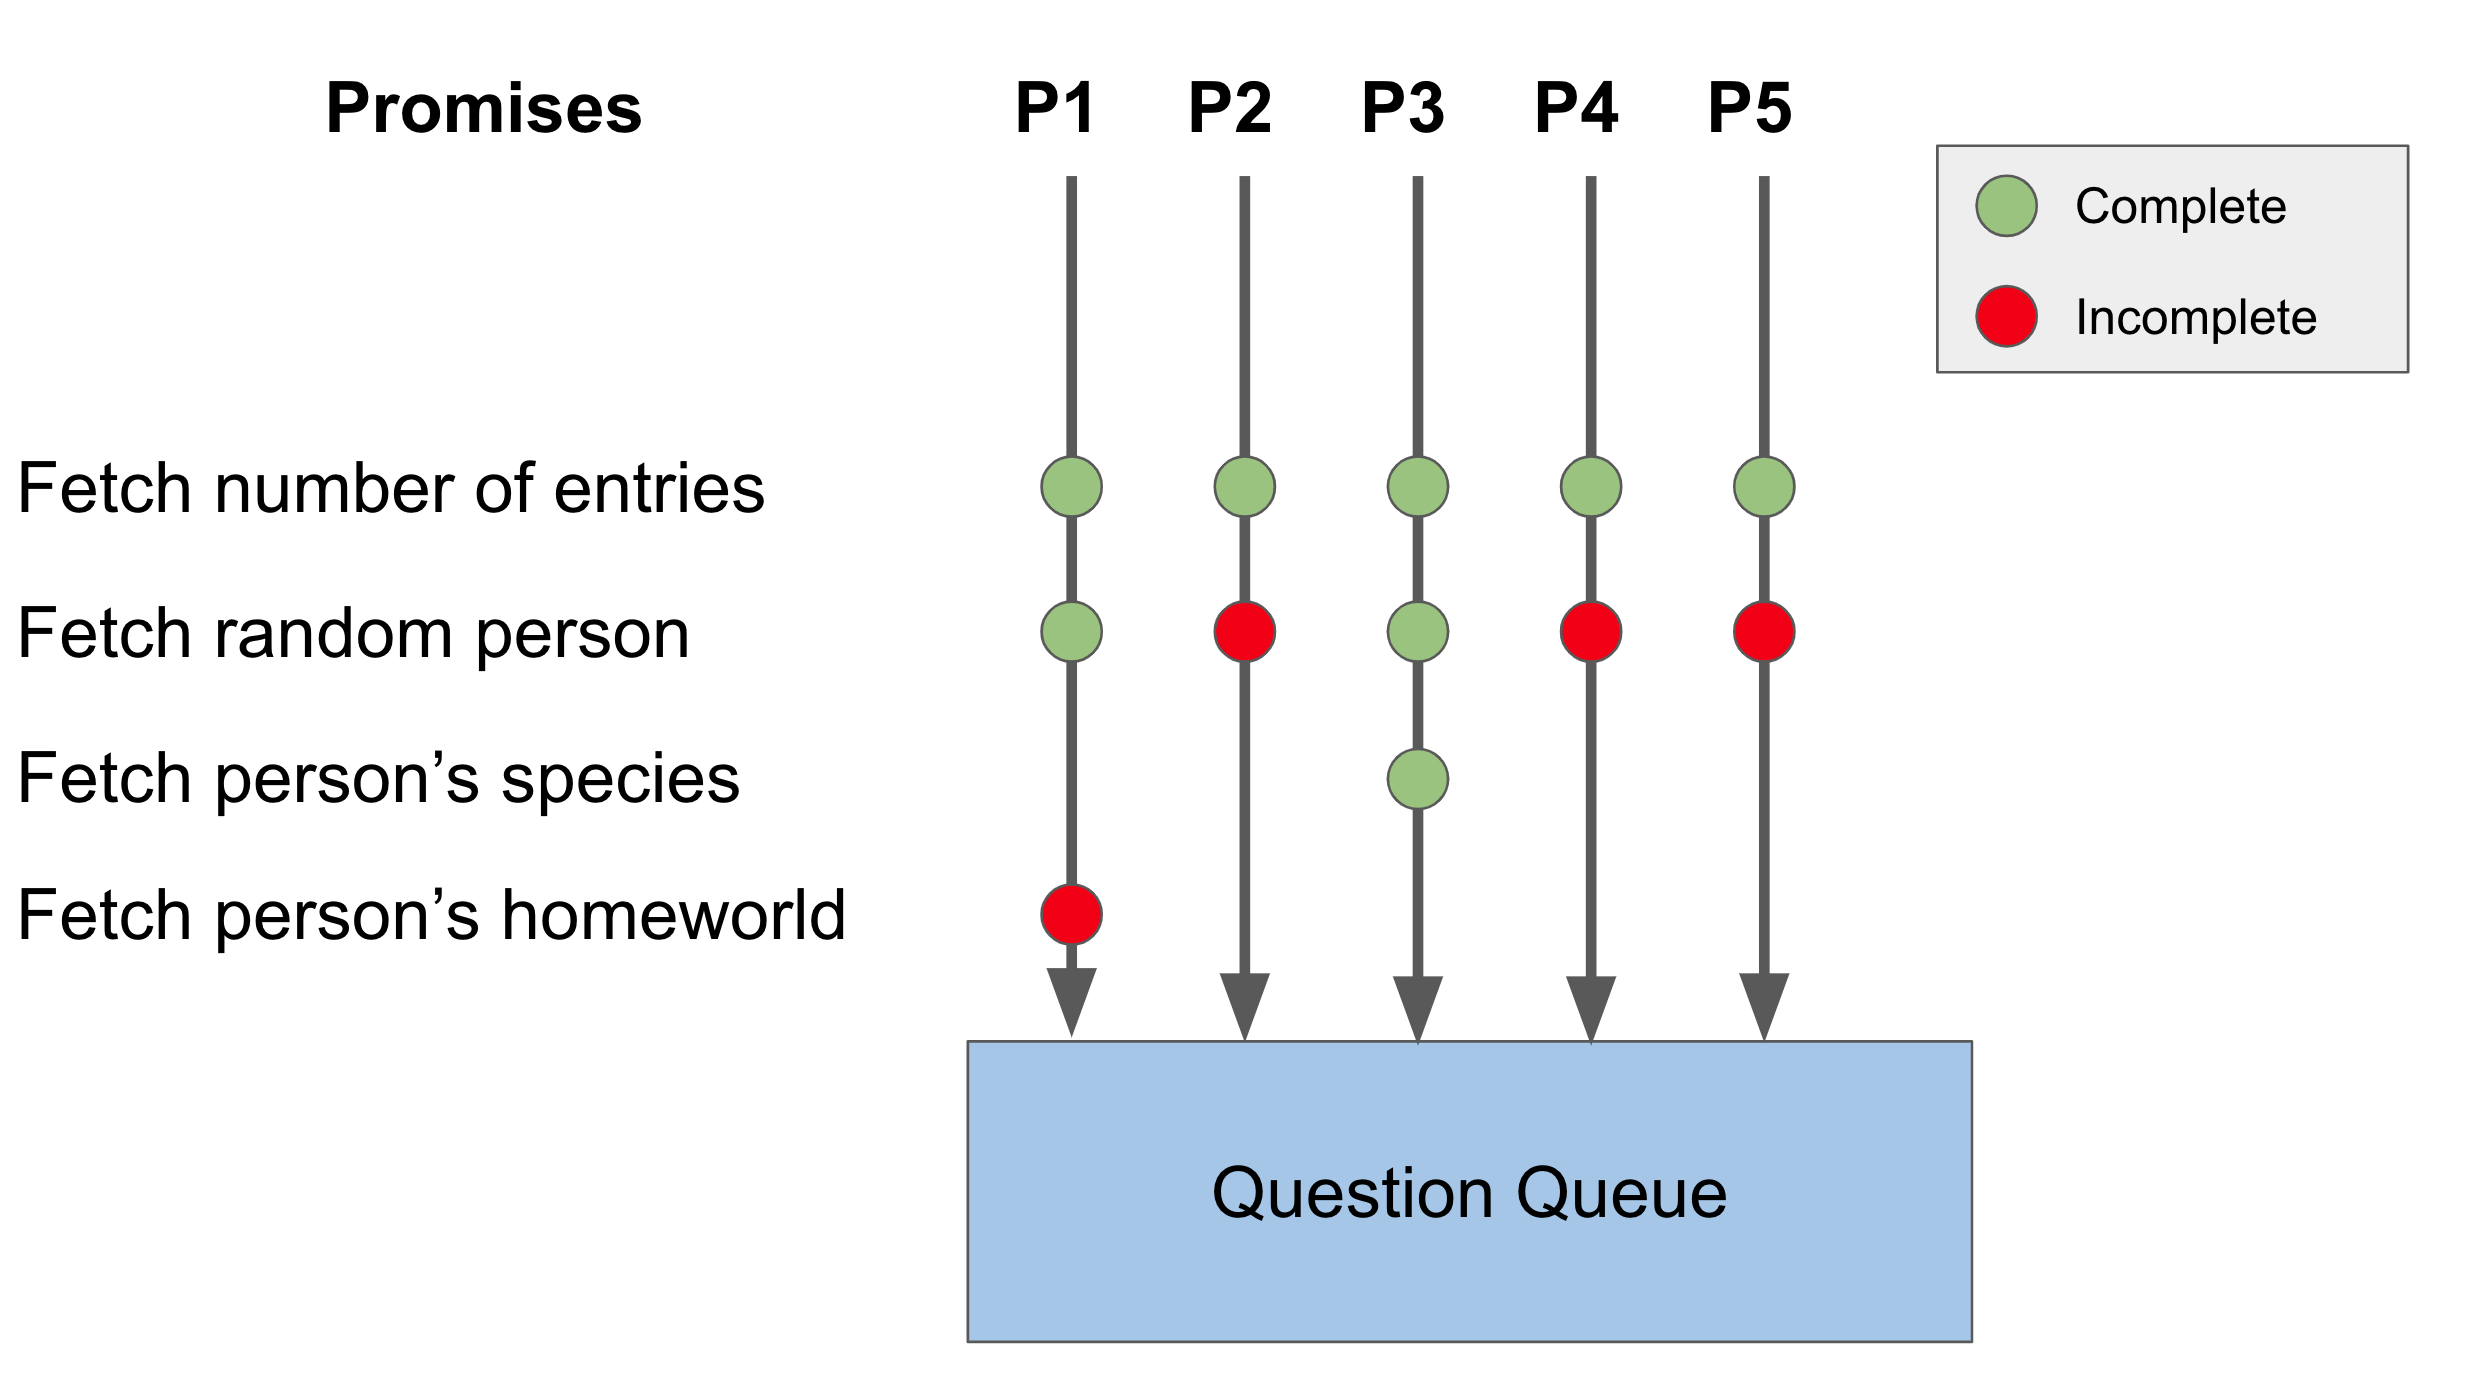 Promises
P1 P2 P3 P4 P5
Complete
Incomplete
Fetch number of entries
Fetch random person
Fetch person’s species
Fetch person’s homeworld
Question Queue